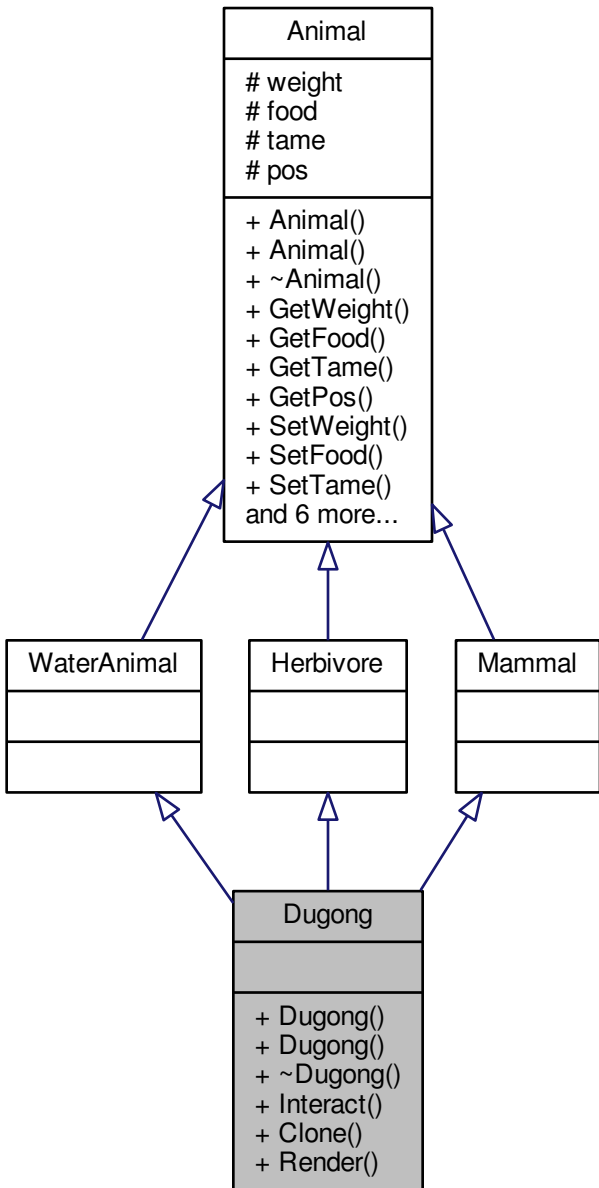 Animal
# weight
# food
# tame
# pos
+ Animal()
+ Animal()
+ ~Animal()
+ GetWeight()
+ GetFood()
+ GetTame()
+ GetPos()
+ SetWeight()
+ SetFood()
+ SetTame()
and 6 more...
WaterAnimal
Herbivore
Mammal
Dugong
+ Dugong()
+ Dugong()
+ ~Dugong()
+ Interact()
+ Clone()
+ Render()